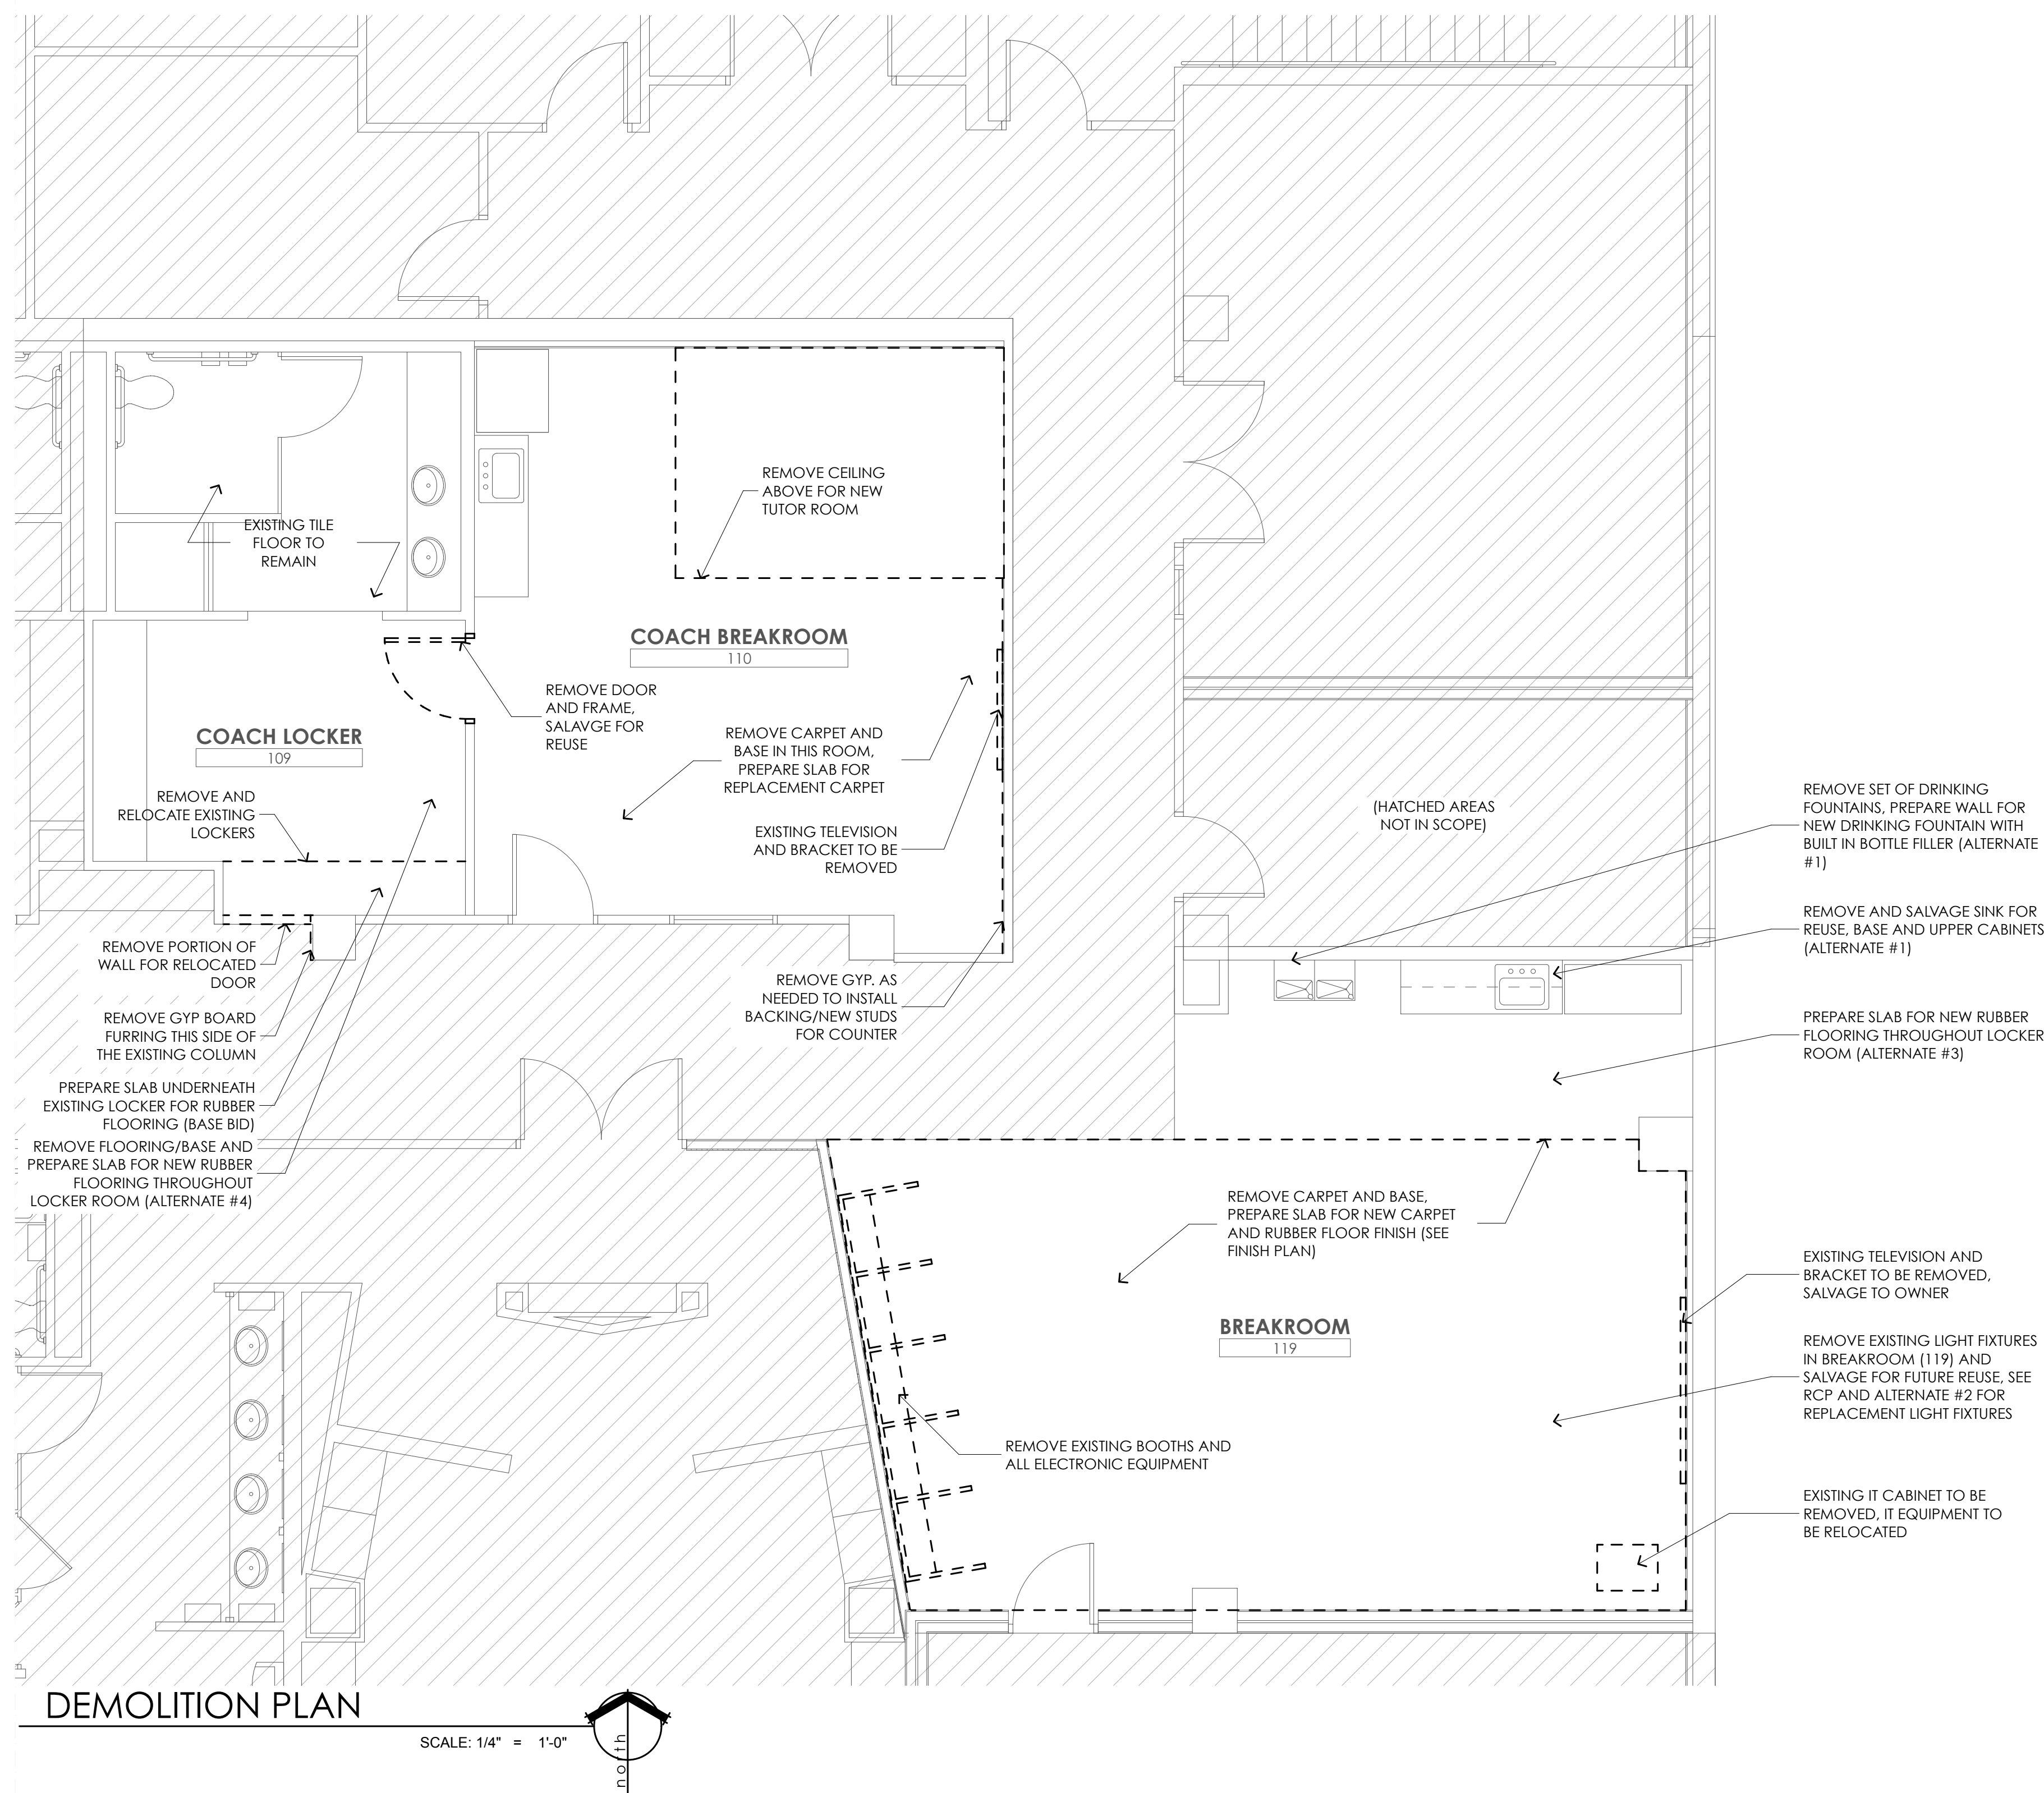 REMOVE CEILING
ABOVE FOR NEW
TUTOR ROOM
EXISTING TILE
FLOOR TO
REMAIN
COACH BREAKROOM
110
REMOVE DOOR
AND FRAME,
SALAVGE FOR
REUSE
COACH LOCKER
109
REMOVE CARPET AND
BASE IN THIS ROOM,
PREPARE SLAB FOR
REPLACEMENT CARPET
REMOVE AND
RELOCATE EXISTING
LOCKERS
EXISTING TELEVISION
AND BRACKET TO BE
REMOVED
(HATCHED AREAS
NOT IN SCOPE)
REMOVE SET OF DRINKING
FOUNTAINS, PREPARE WALL FOR
NEW DRINKING FOUNTAIN WITH
BUILT IN BOTTLE FILLER (ALTERNATE
#1)
REMOVE AND SALVAGE SINK FOR
REUSE, BASE AND UPPER CABINETS
(ALTERNATE #1)
REMOVE PORTION OF
WALL FOR RELOCATED
DOOR
REMOVE GYP. AS
NEEDED TO INSTALL
BACKING/NEW STUDS
FOR COUNTER
REMOVE GYP BOARD
FURRING THIS SIDE OF
THE EXISTING COLUMN
PREPARE SLAB FOR NEW RUBBER
FLOORING THROUGHOUT LOCKER
ROOM (ALTERNATE #3)
PREPARE SLAB UNDERNEATH
EXISTING LOCKER FOR RUBBER
FLOORING (BASE BID)
REMOVE FLOORING/BASE AND
PREPARE SLAB FOR NEW RUBBER
FLOORING THROUGHOUT
LOCKER ROOM (ALTERNATE #4)
REMOVE CARPET AND BASE,
PREPARE SLAB FOR NEW CARPET
AND RUBBER FLOOR FINISH (SEE
FINISH PLAN)
EXISTING TELEVISION AND
BRACKET TO BE REMOVED,
SALVAGE TO OWNER
BREAKROOM
119
REMOVE EXISTING LIGHT FIXTURES
IN BREAKROOM (119) AND
SALVAGE FOR FUTURE REUSE, SEE
RCP AND ALTERNATE #2 FOR
REPLACEMENT LIGHT FIXTURES
REMOVE EXISTING BOOTHS AND
ALL ELECTRONIC EQUIPMENT
EXISTING IT CABINET TO BE
REMOVED, IT EQUIPMENT TO
BE RELOCATED
DEMOLITION PLAN
SCALE: 1/4" = 1'-0"
north